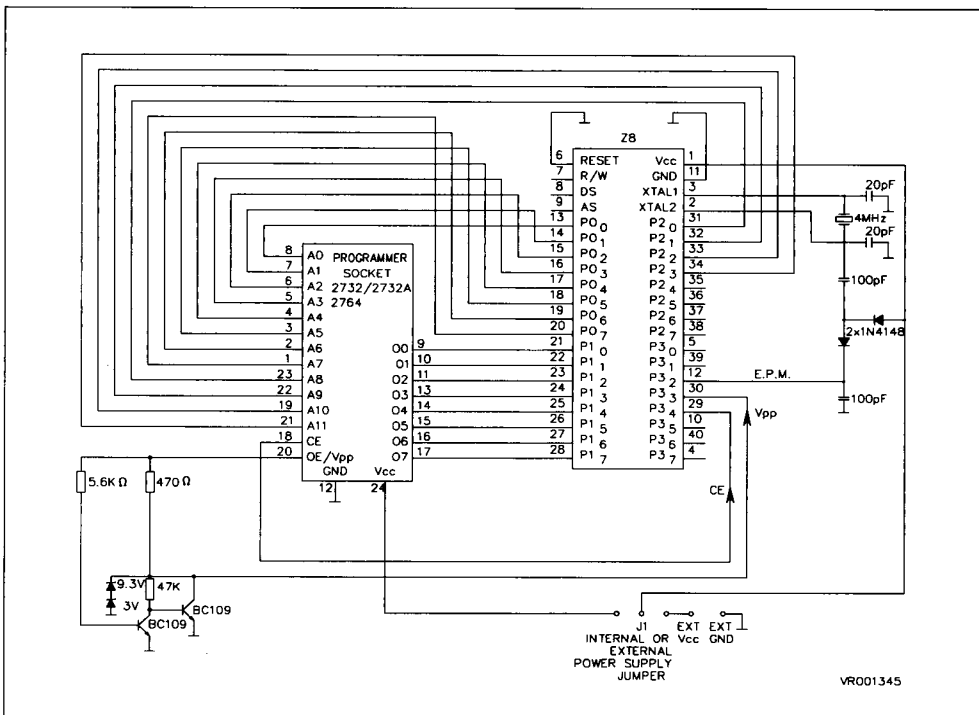 Z8
6 RESET Vcc 1
7 R/W GND 11
8 DS XTAL1 3
9 AS XTAL2 2
13 P0 0 P2 0 31
14 P0 1 P2 1 32
15 P0 2 P2 2 33
16 P0 3 P2 3 34
17 P0 4 P2 4 35
18 P0 5 P2 5 36
19 P0 6 P2 6 37
20 P0 7 P2 7 38
21 P1 0 P3 0 5
22 P1 1 P3 1 39
23 P1 2 P3 2 12
24 P1 3 P3 3 30
25 P1 4 P3 4 29
26 P1 5 P3 5 10
27 P1 6 P3 6 40
28 P1 7 P3 7 4
20pF
4MHz
20pF
100pF
2x1N4148
E.P.M.
100pF
Vpp
CE
PROGRAMMER
SOCKET
2732/2732A
2764
8 A0
7 A1
6 A2
5 A3
4 A4
3 A5
2 A6 O0 9
1 A7 O1 10
23 A8 O2 11
22 A9 O3 13
19 A10 O4 14
21 A11 O5 15
18 CE O6 16
20 OE/Vpp O7 17
GND Vcc
12 24
5.6KΩ
470 Ω
9.3V
47K
3V
BC109
BC109
J1 EXT EXT
INTERNAL OR Vcc GND
EXTERNAL
POWER SUPPLY
JUMPER
VR001345